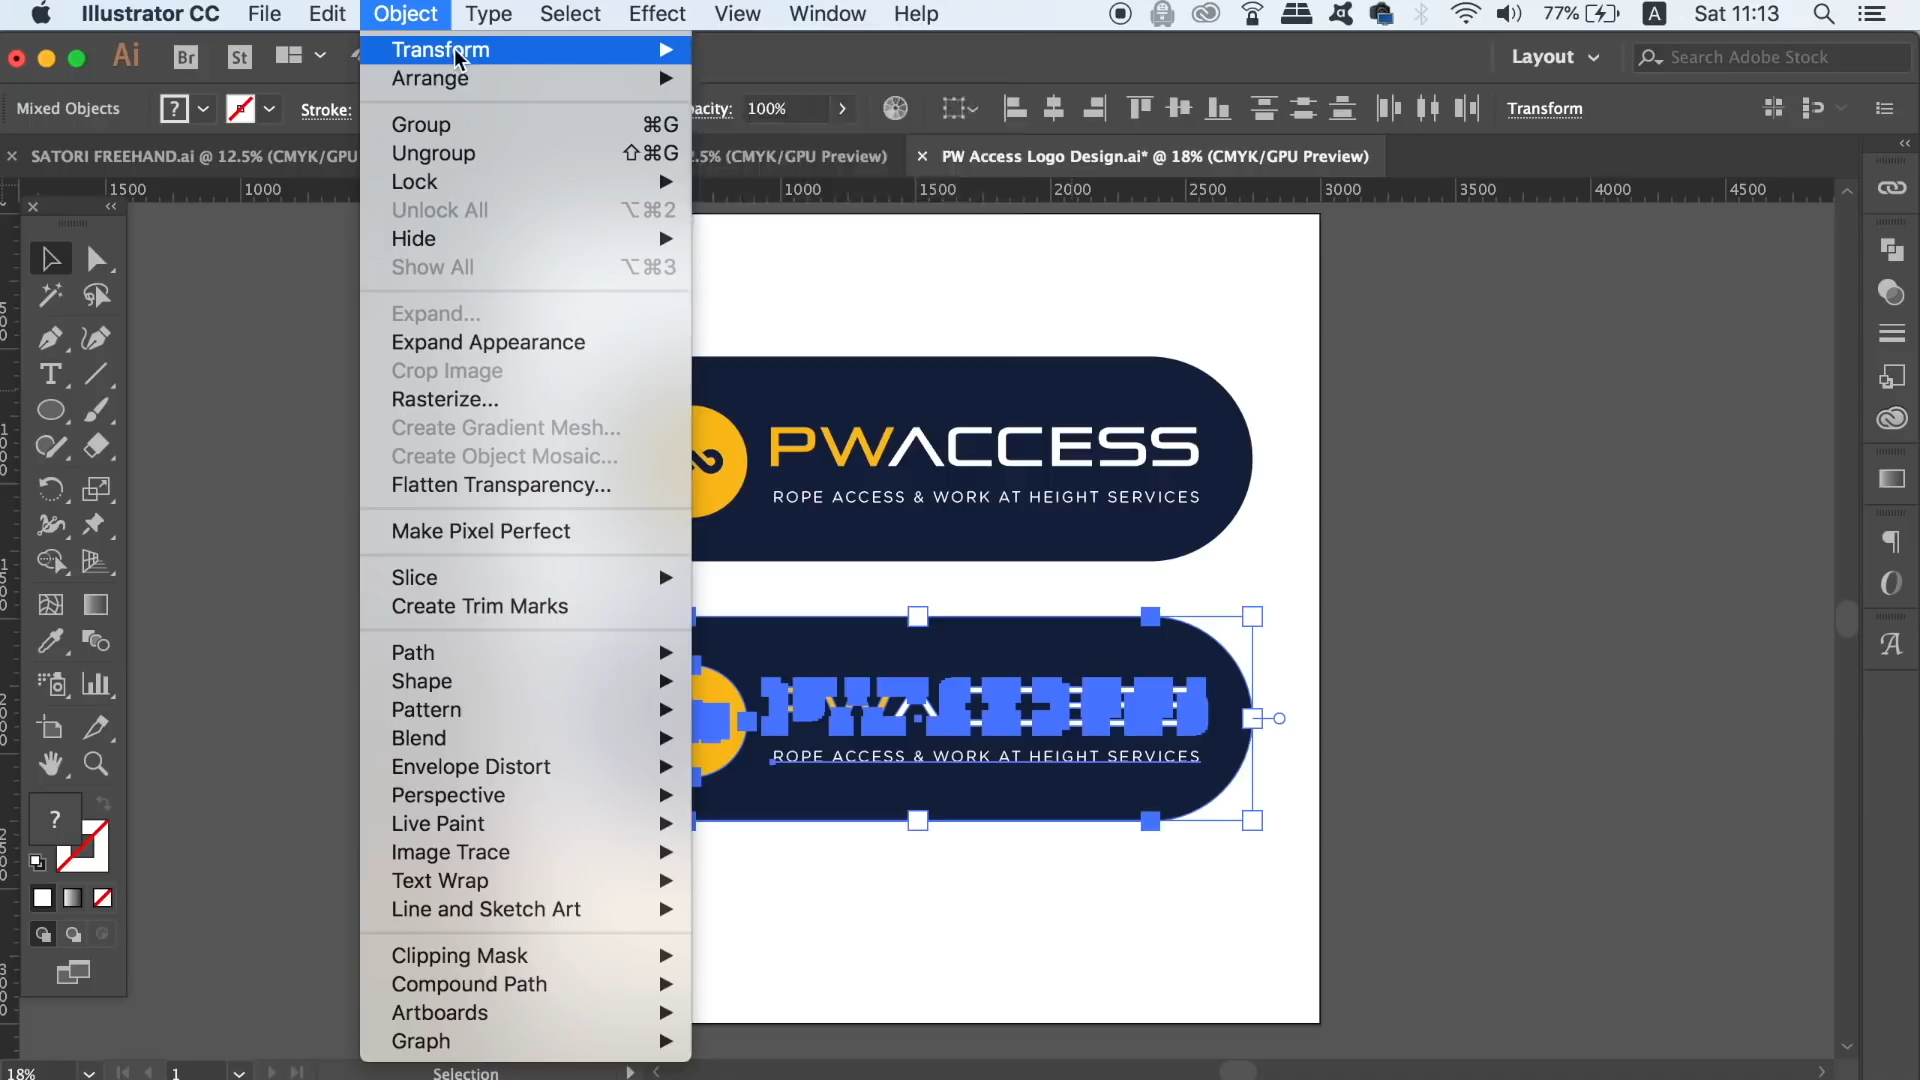 Illustrator CC File Edit Object Type Select Effect View Window Help 77% A Sat 11:13
Ai Br St Layout Search Adobe Stock
Mixed Objects ? Stroke: pacity: 100% Transform
SATORI FREEHAND.ai @ 12.5% (CMYK/GPU 2.5% (CMYK/GPU Preview) PW Access Logo Design.ai* @ 18% (CMYK/GPU Preview)
1500 1000 1000 1500 2000 2500 3000 3500 4000 4500
Transform
Arrange
Group ⌘G
Ungroup ⇧⌘G
Lock
Unlock All ⌥⌘2
Hide
Show All ⌥⌘3
Expand...
Expand Appearance
Crop Image
Rasterize...
Create Gradient Mesh...
Create Object Mosaic...
Flatten Transparency...
Make Pixel Perfect
Slice
Create Trim Marks
Path
Shape
Pattern
Blend
Envelope Distort
Perspective
Live Paint
Image Trace
Text Wrap
Line and Sketch Art
Clipping Mask
Compound Path
Artboards
Graph
PWACCESS
ROPE ACCESS & WORK AT HEIGHT SERVICES
ROPE ACCESS & WORK AT HEIGHT SERVICES
?
18% 1 Selection